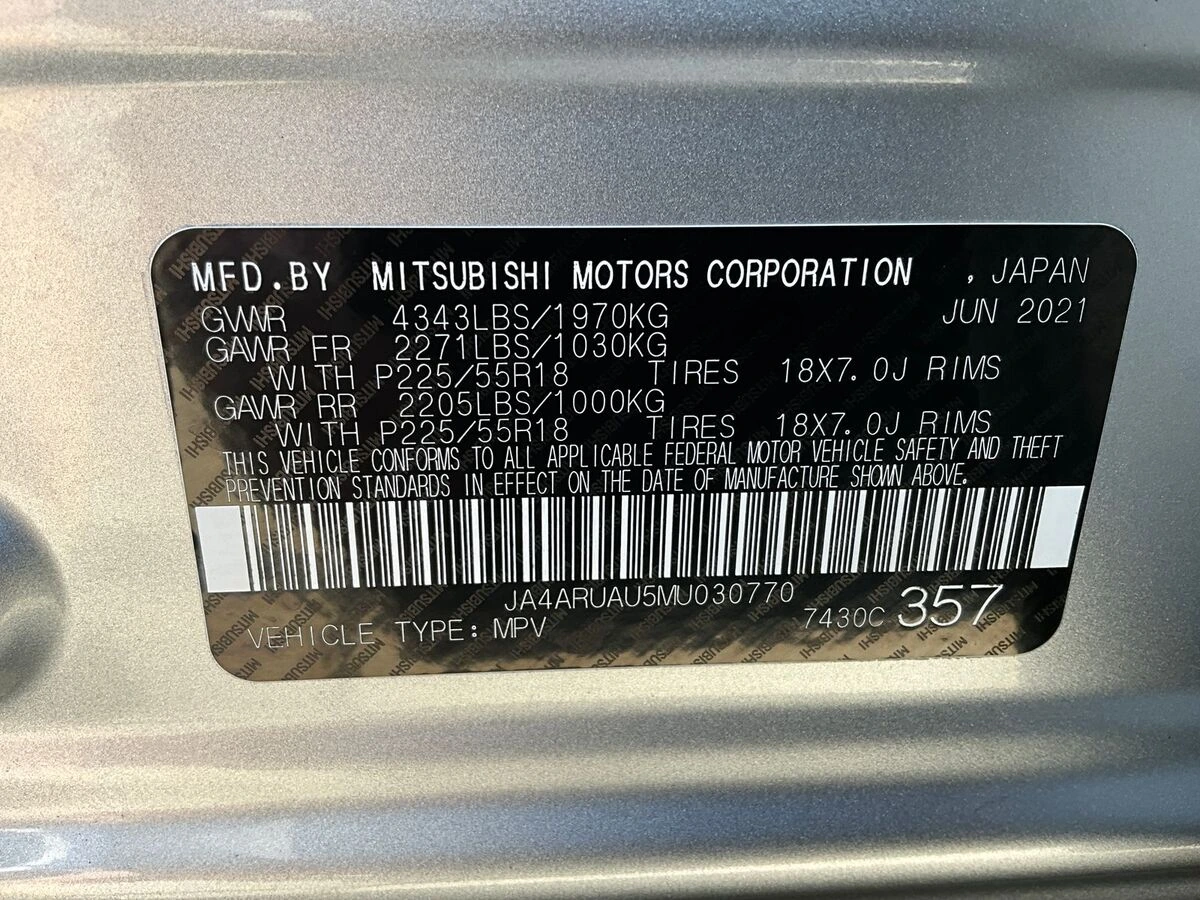 MFD.BY MITSUBISHI MOTORS CORPORATION , JAPAN
GVWR 4343LBS/1970KG JUN 2021
GAWR FR 2271LBS/1030KG
WITH P225/55R18 TIRES 18X7.0J RIMS
GAWR RR 2205LBS/1000KG
WITH P225/55R18 TIRES 18X7.0J RIMS
THIS VEHICLE CONFORMS TO ALL APPLICABLE FEDERAL MOTOR VEHICLE SAFETY AND THEFT
PREVENTION STANDARDS IN EFFECT ON THE DATE OF MANUFACTURE SHOWN ABOVE.
JA4ARUAU5MU030770
VEHICLE TYPE: MPV 7430C 357